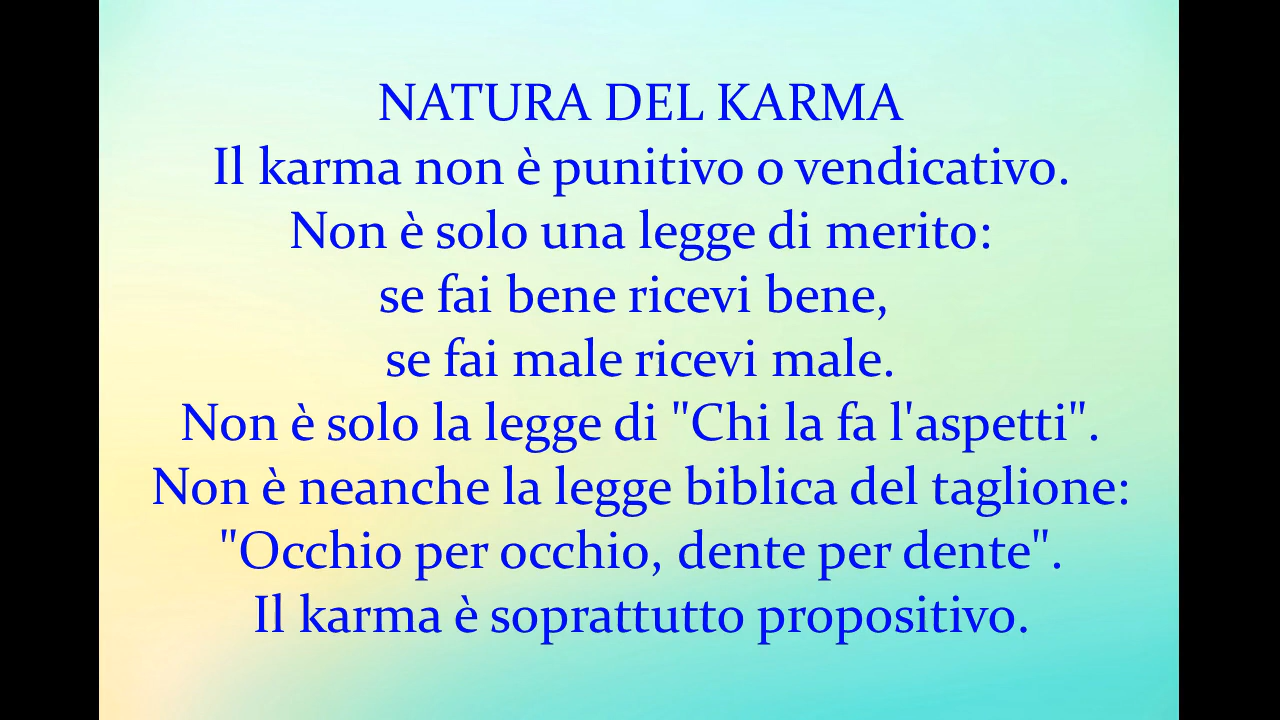 NATURA DEL KARMA
Il karma non è punitivo o vendicativo.
Non è solo una legge di merito:
se fai bene ricevi bene,
se fai male ricevi male.
Non è solo la legge di "Chi la fa l'aspetti".
Non è neanche la legge biblica del taglione:
"Occhio per occhio, dente per dente".
Il karma è soprattutto propositivo.